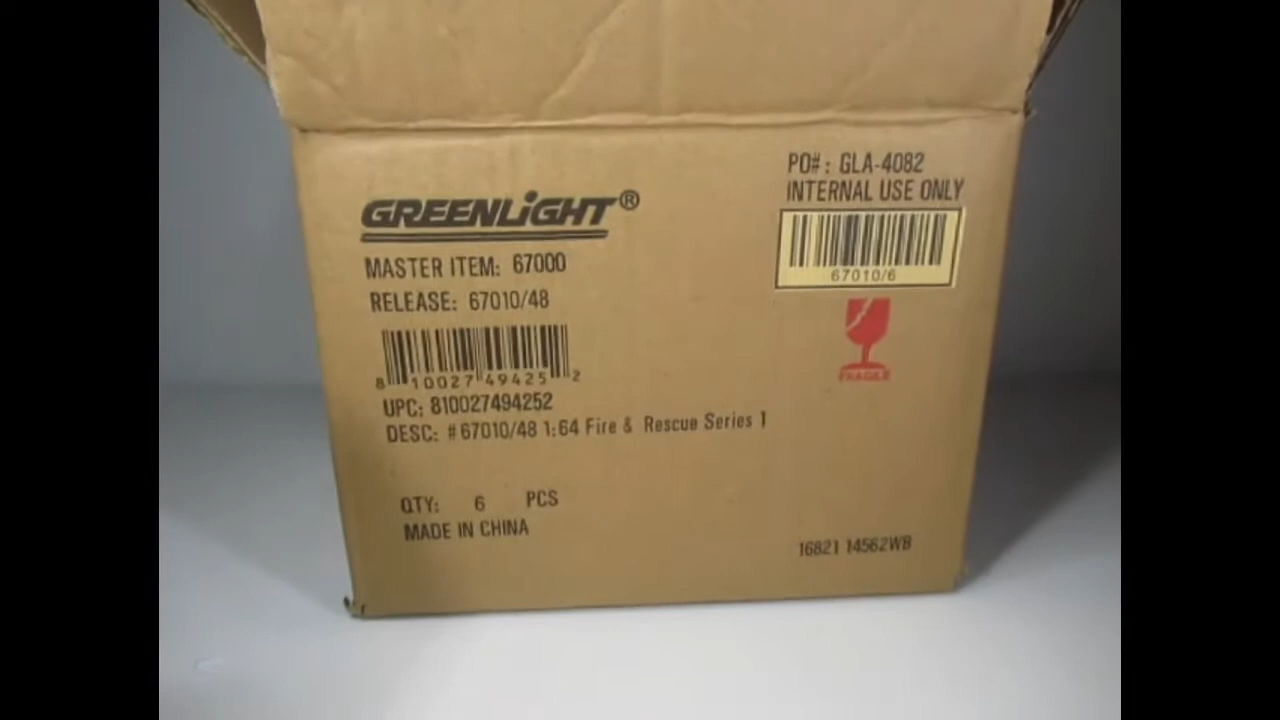 GREENLiGHT®
MASTER ITEM: 67000
RELEASE: 67010/48
8 10027 49425 2
UPC: 810027494252
DESC: #67010/48 1:64 Fire & Rescue Series 1
QTY: 6 PCS
MADE IN CHINA
PO#: GLA-4082
INTERNAL USE ONLY
67010/6
FRAGILE
16821 14562WB